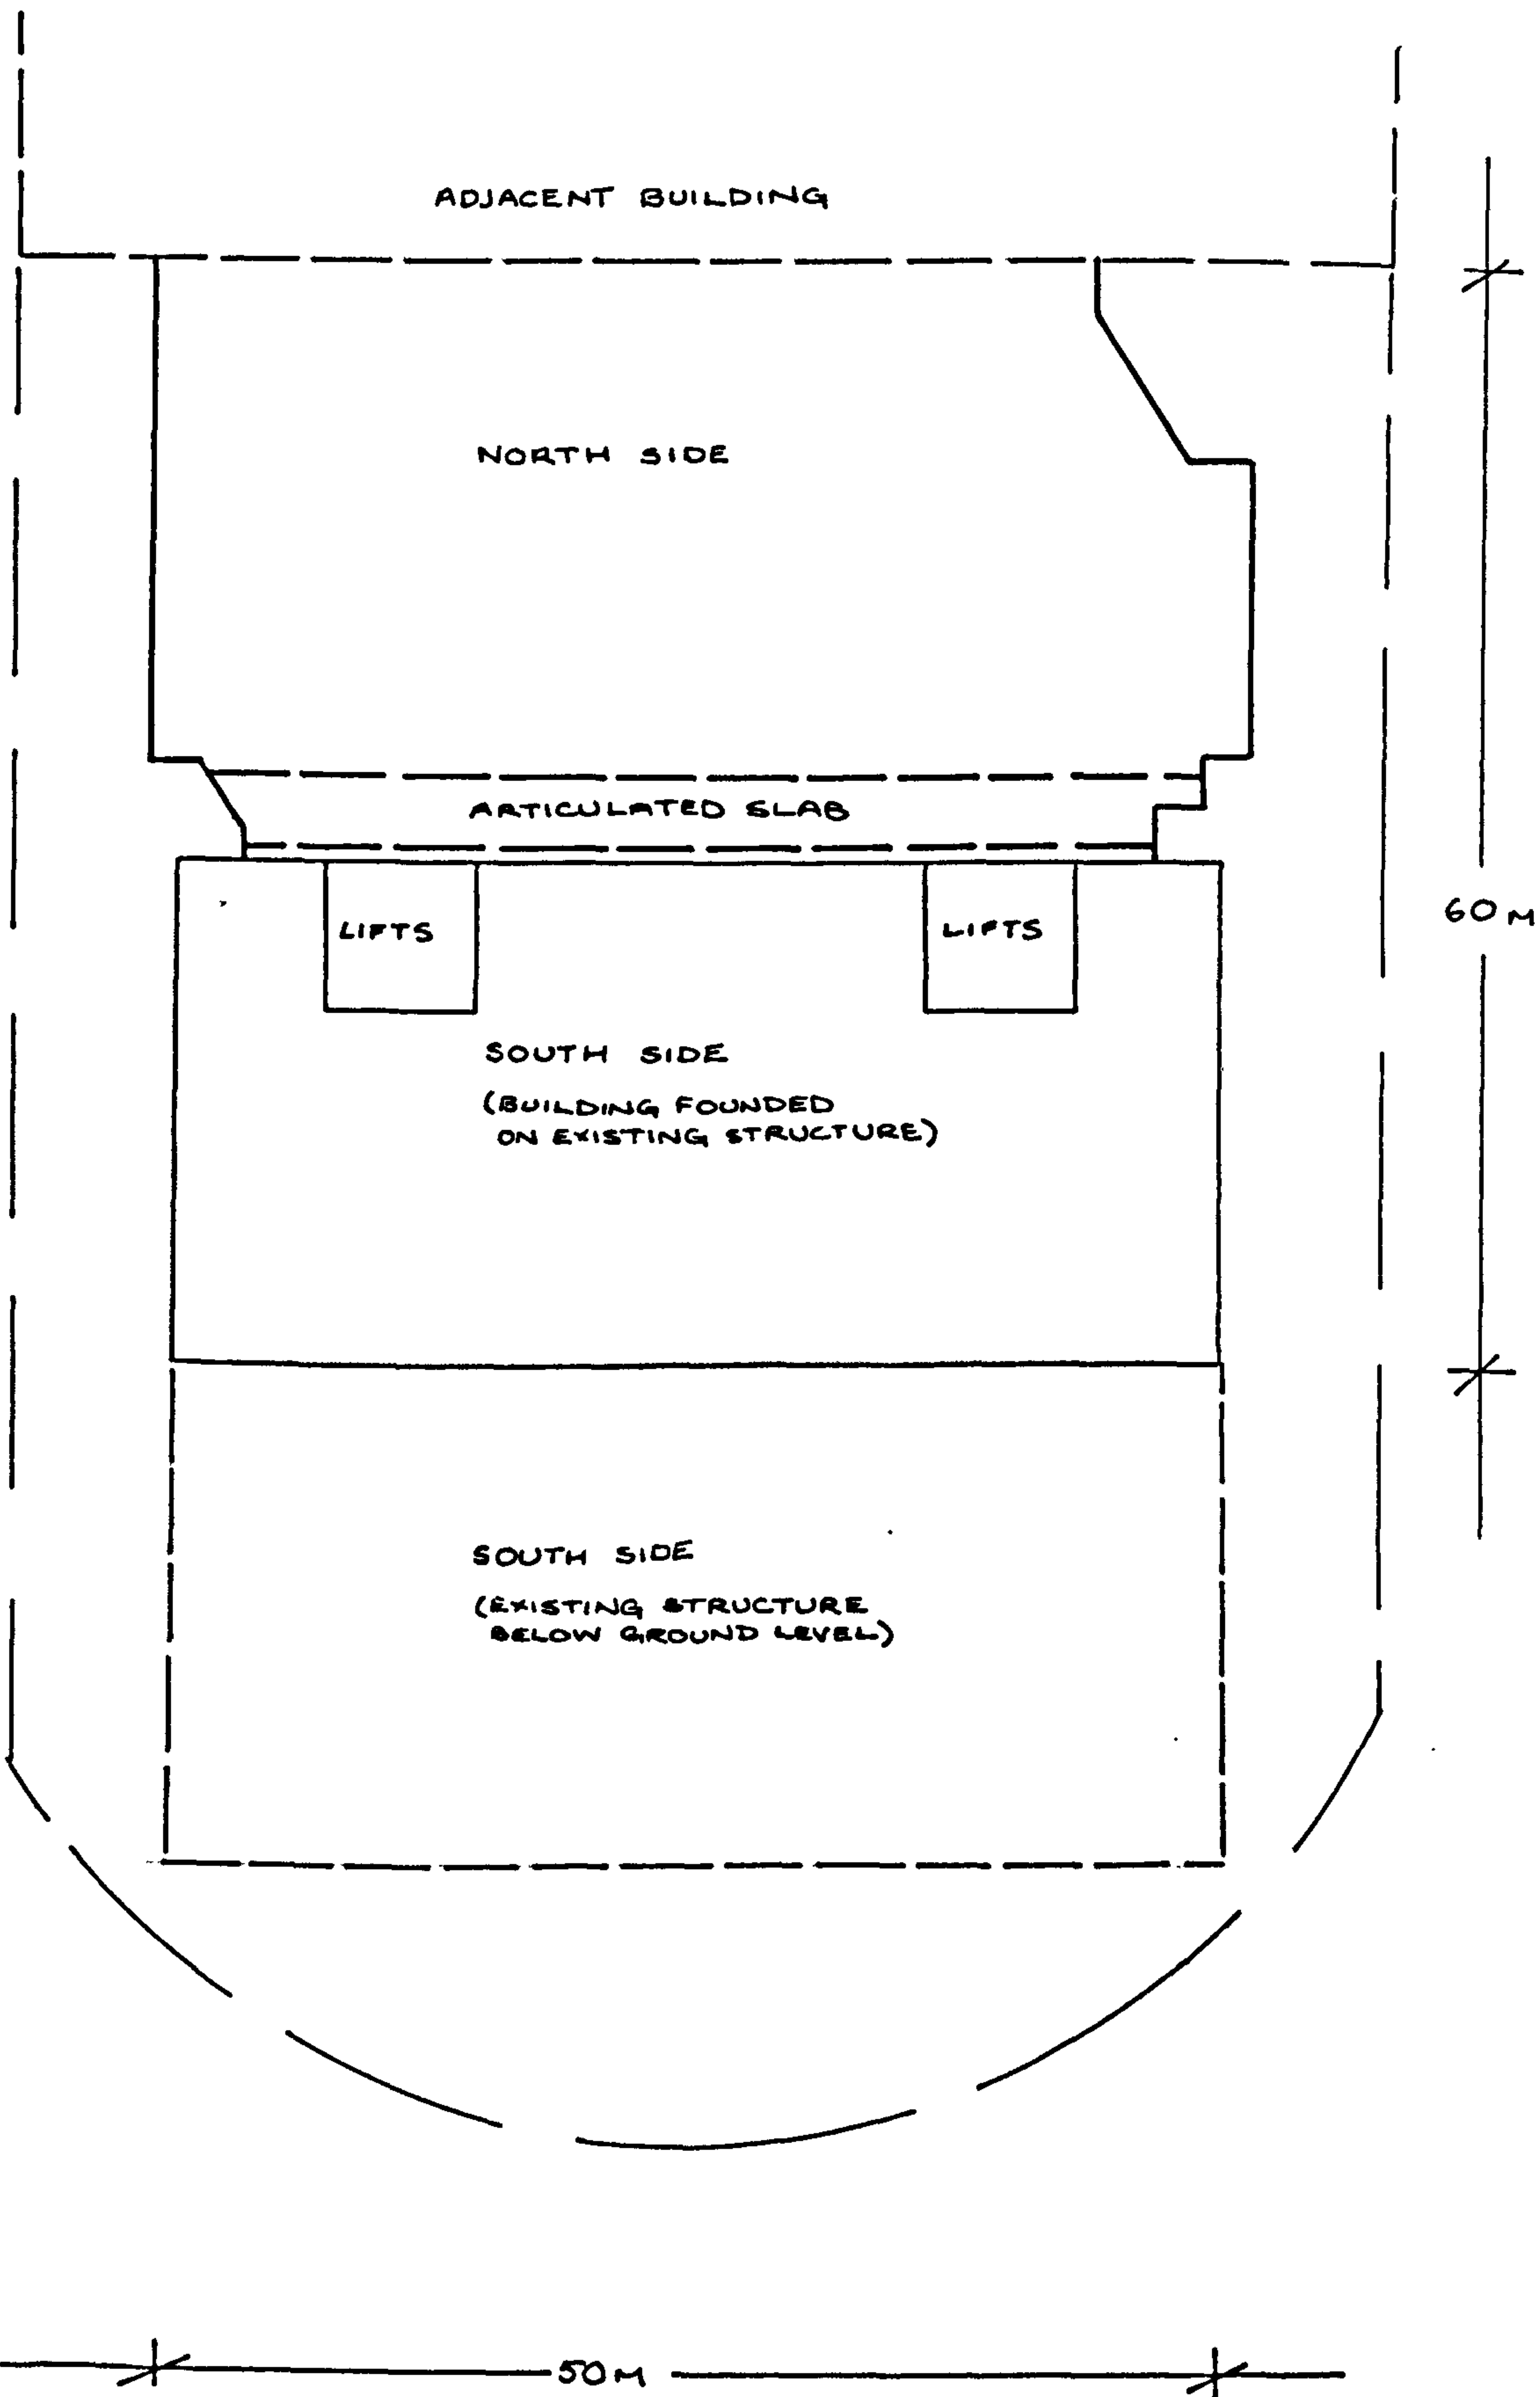 ADJACENT BUILDING
NORTH SIDE
ARTICULATED SLAB
LIFTS
LIFTS
60M
SOUTH SIDE
(BUILDING FOUNDED
ON EXISTING STRUCTURE)
SOUTH SIDE
(EXISTING STRUCTURE
BELOW GROUND LEVEL)
50M